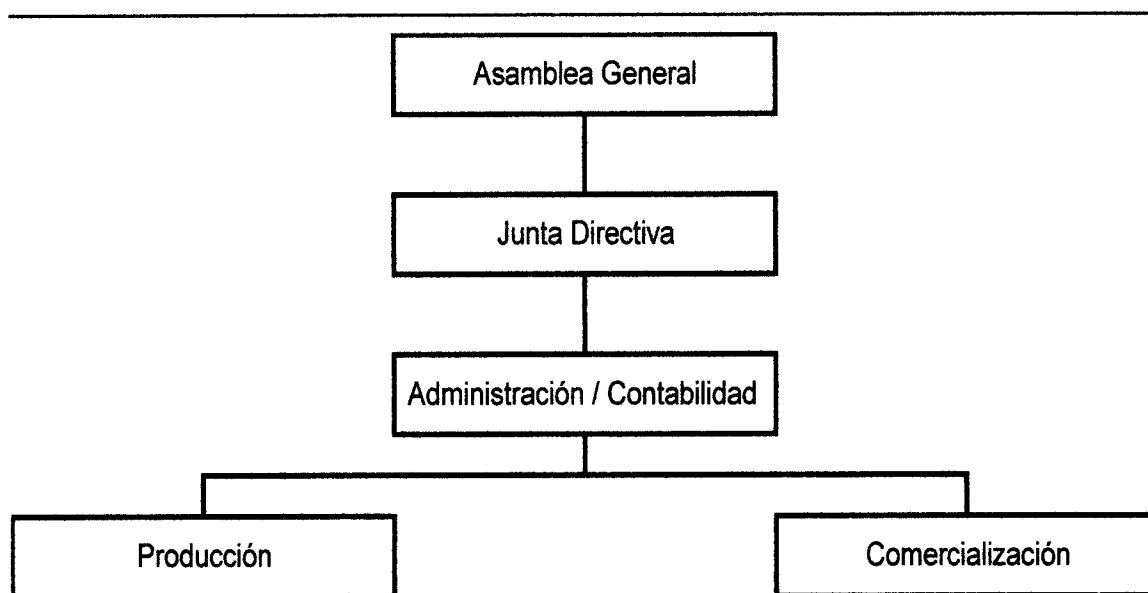 Asamblea General
Junta Directiva
Administración / Contabilidad
Producción
Comercialización